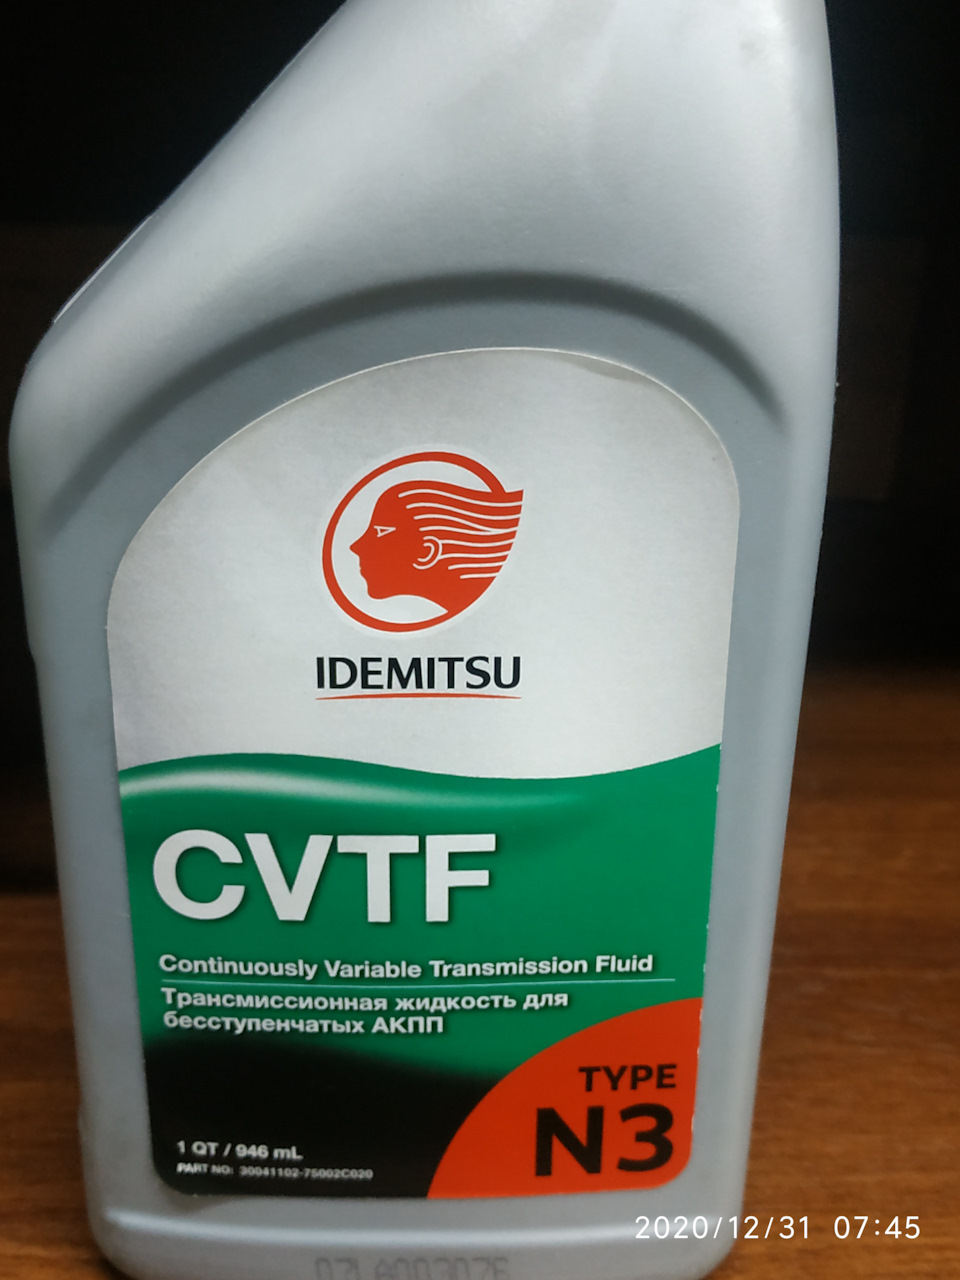 IDEMITSU
CVTF
Continuously Variable Transmission Fluid
Трансмиссионная жидкость для
бесступенчатых АКПП
TYPE
N3
1 QT / 946 mL
PART NO: 30041102-75002C020
2020/12/31 07:45